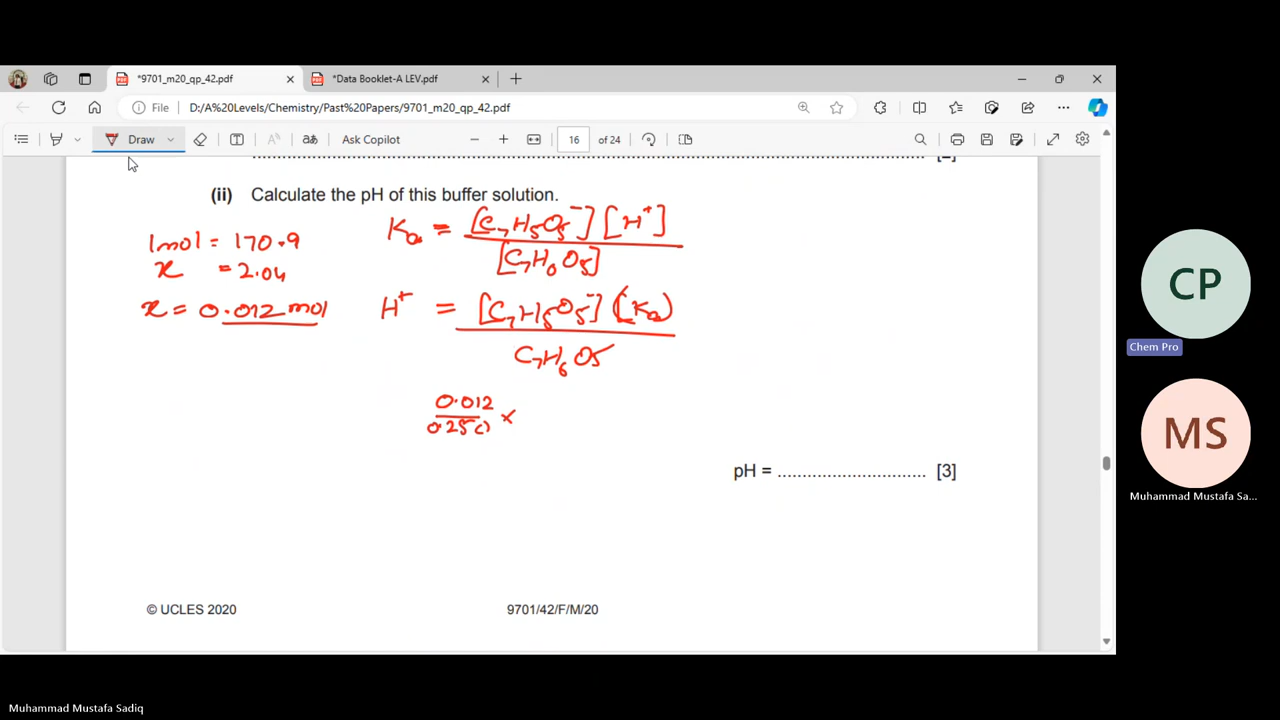 *9701_m20_qp_42.pdf
*Data Booklet-A LEV.pdf
File
D:/A%20Levels/Chemistry/Past%20Papers/9701_m20_qp_42.pdf
Draw
Ask Copilot
16
of 24
(ii) Calculate the pH of this buffer solution.
Ka = [C7H5O5⁻][H⁺]
[C7H6O5]
1mol = 170.9
x = 2.04
x = 0.012 mol
H⁺ = [C7H5O5⁻](Ka)
C7H6O5
0.012 ×
0.250
pH = ............................ [3]
© UCLES 2020
9701/42/F/M/20
CP
Chem Pro
MS
Muhammad Mustafa Sa...
Muhammad Mustafa Sadiq